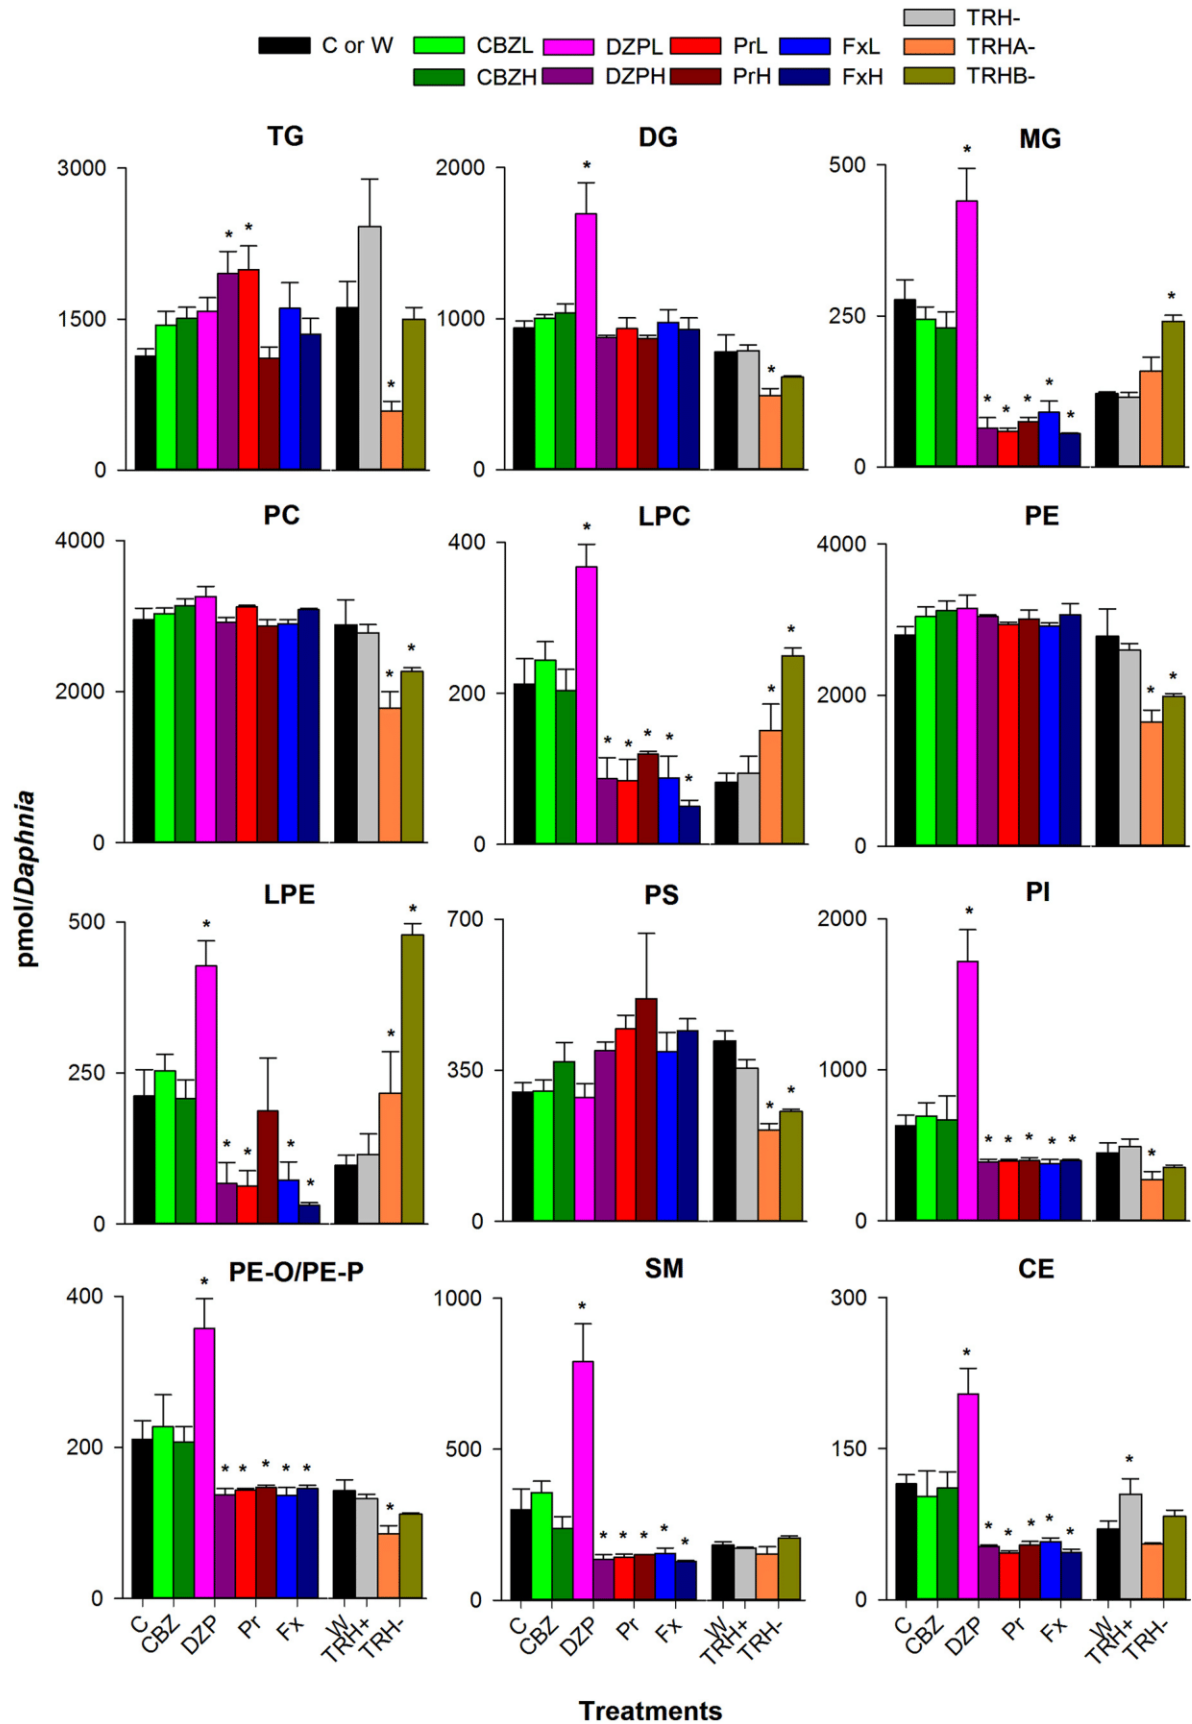 TRH-
C or W CBZL DZPL PrL FxL TRHA-
CBZH DZPH PrH FxH TRHB-
TG DG MG
3000 2000 500
* * *
* * * *
1500 1000 250
* * * * * * *
0 0 0
PC LPC PE
4000 400 4000
* * * * *
2000 200 2000
* * * * * * *
0 0 0
pmol/Daphnia
LPE PS PI
500 700 2000
* * *
250 350 1000
* * * * * * * * * * * * *
0 0 0
PE-O/PE-P SM CE
400 1000 300
* * *
200 500 150
* * * * * * * * * * * * * * * * *
0 0 0
C CBZ DZP Pr Fx W TRH+ TRH- C CBZ DZP Pr Fx W TRH+ TRH- C CBZ DZP Pr Fx W TRH+ TRH-
Treatments